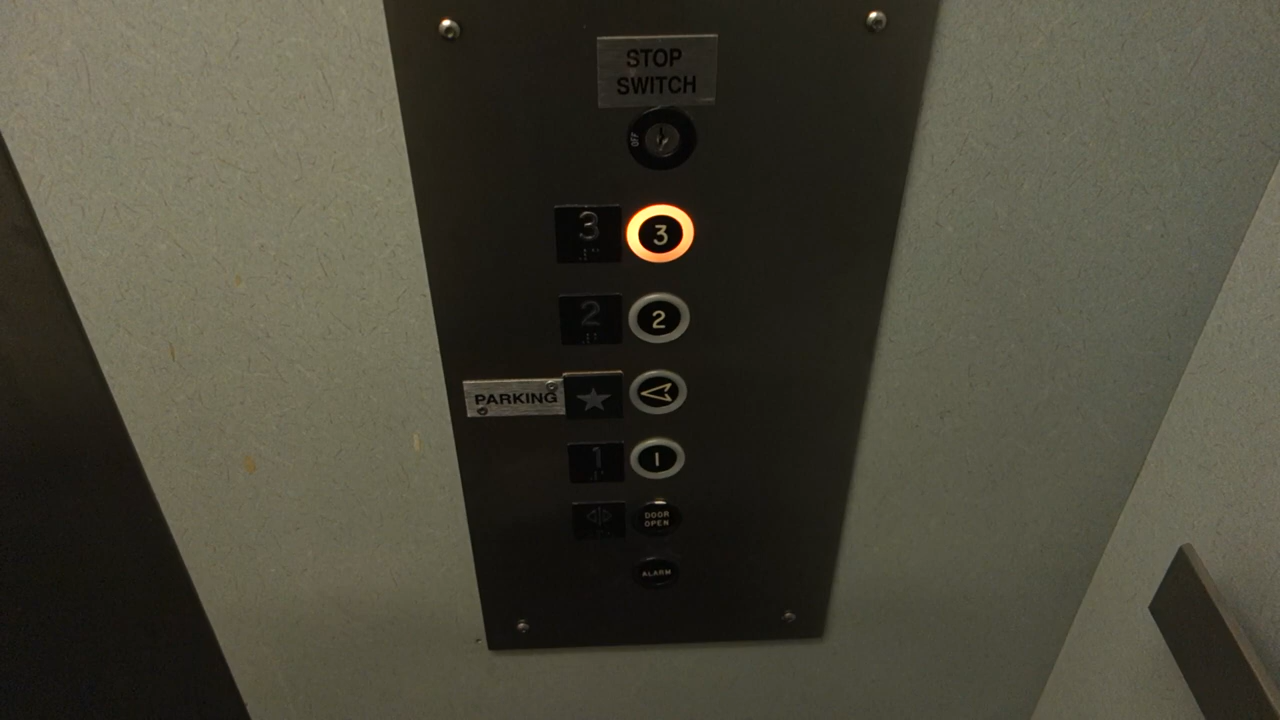 STOP
SWITCH
OFF
3 3
2 2
PARKING
1 1
DOOR
OPEN
ALARM